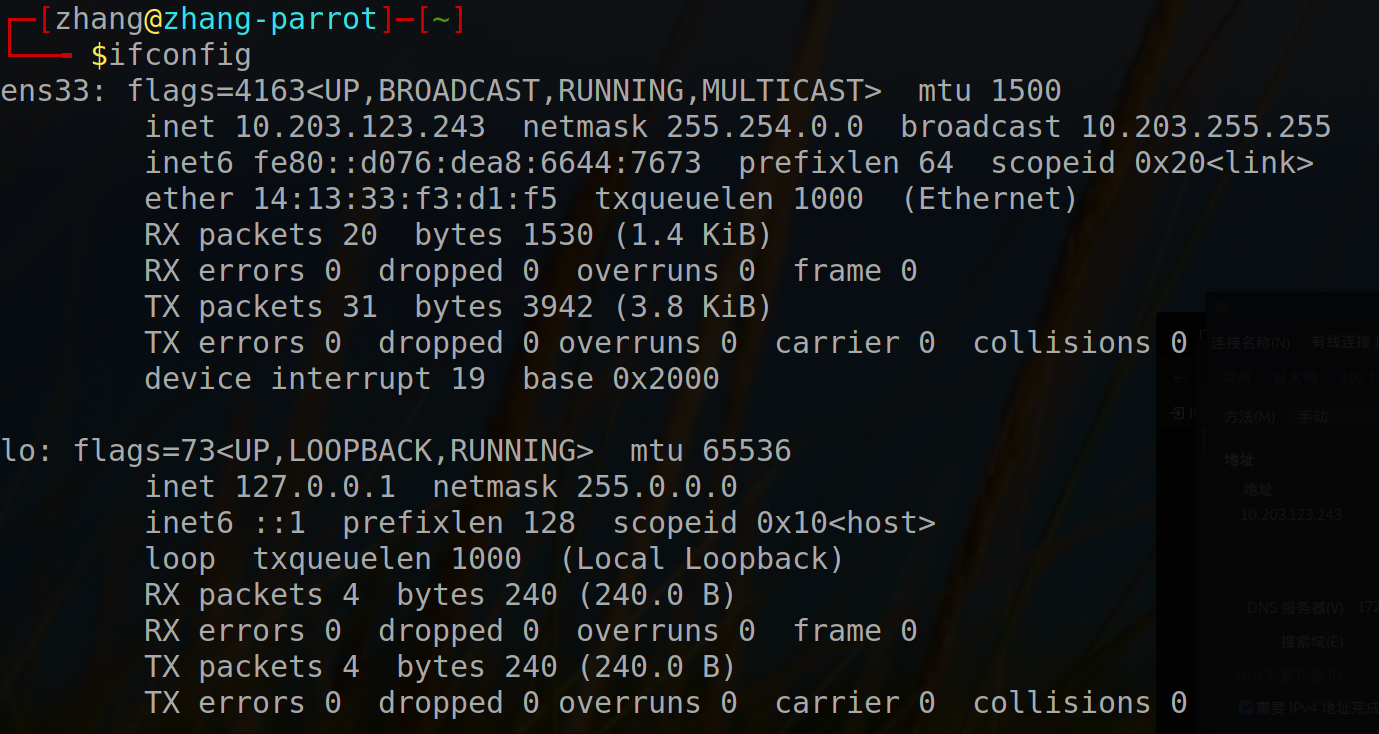 [zhang@zhang-parrot]─[~]
$ifconfig
ens33: flags=4163<UP,BROADCAST,RUNNING,MULTICAST>  mtu 1500
inet 10.203.123.243  netmask 255.254.0.0  broadcast 10.203.255.255
inet6 fe80::d076:dea8:6644:7673  prefixlen 64  scopeid 0x20<link>
ether 14:13:33:f3:d1:f5  txqueuelen 1000  (Ethernet)
RX packets 20  bytes 1530 (1.4 KiB)
RX errors 0  dropped 0  overruns 0  frame 0
TX packets 31  bytes 3942 (3.8 KiB)
TX errors 0  dropped 0 overruns 0  carrier 0  collisions 0
device interrupt 19  base 0x2000
lo: flags=73<UP,LOOPBACK,RUNNING>  mtu 65536
inet 127.0.0.1  netmask 255.0.0.0
inet6 ::1  prefixlen 128  scopeid 0x10<host>
loop  txqueuelen 1000  (Local Loopback)
RX packets 4  bytes 240 (240.0 B)
RX errors 0  dropped 0  overruns 0  frame 0
TX packets 4  bytes 240 (240.0 B)
TX errors 0  dropped 0 overruns 0  carrier 0  collisions 0
连接名称(N) 有线连接
常规 以太网 802.1
方法(M) 手动
地址
地址
10.203.123.243
DNS 服务器(V) 172
搜索域(E)
需要 IPv4 地址完成